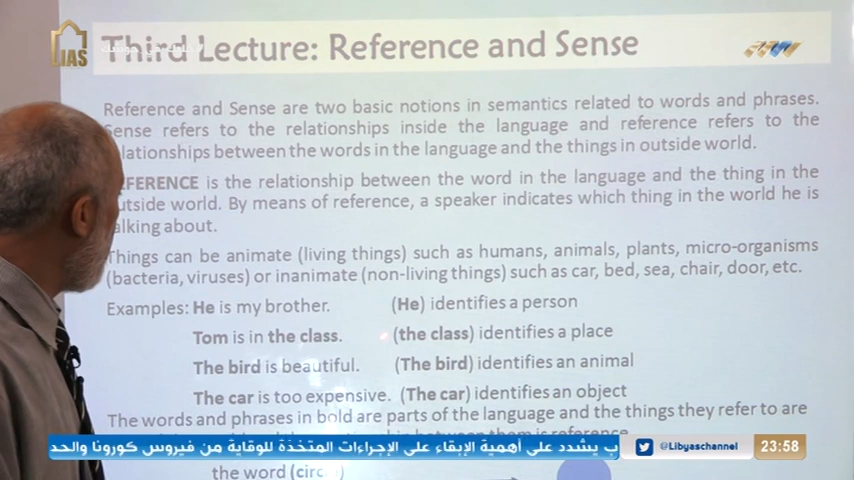 IAS
Third Lecture: Reference and Sense
Reference and Sense are two basic notions in semantics related to words and phrases.
Sense refers to the relationships inside the language and reference refers to the
elationships between the words in the language and the things in outside world.
EFERENCE is the relationship between the word in the language and the thing in the
utside world. By means of reference, a speaker indicates which thing in the world he is
alking about.
Things can be animate (living things) such as humans, animals, plants, micro-organisms
(bacteria, viruses) or inanimate (non-living things) such as car, bed, sea, chair, door, etc.
Examples: He is my brother. (He) identifies a person
Tom is in the class. (the class) identifies a place
The bird is beautiful. (The bird) identifies an animal
The car is too expensive. (The car) identifies an object
The words and phrases in bold are parts of the language and the things they refer to are
between them is reference
ب يشدد على أهمية الإبقاء على الإجراءات المتخذة للوقاية من فيروس كورونا والحد
@Libyaschannel
23:58
the word (circ )